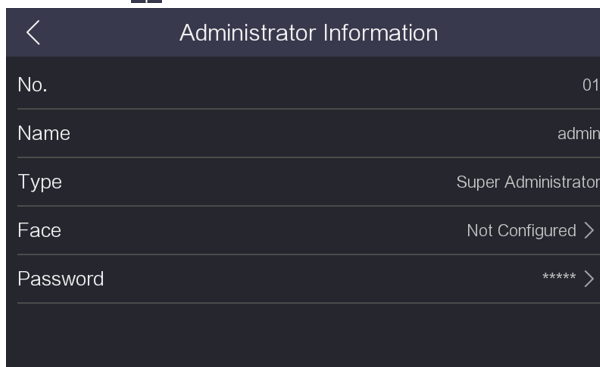 Administrator Information
No. 01
Name admin
Type Super Administrator
Face Not Configured
Password *****